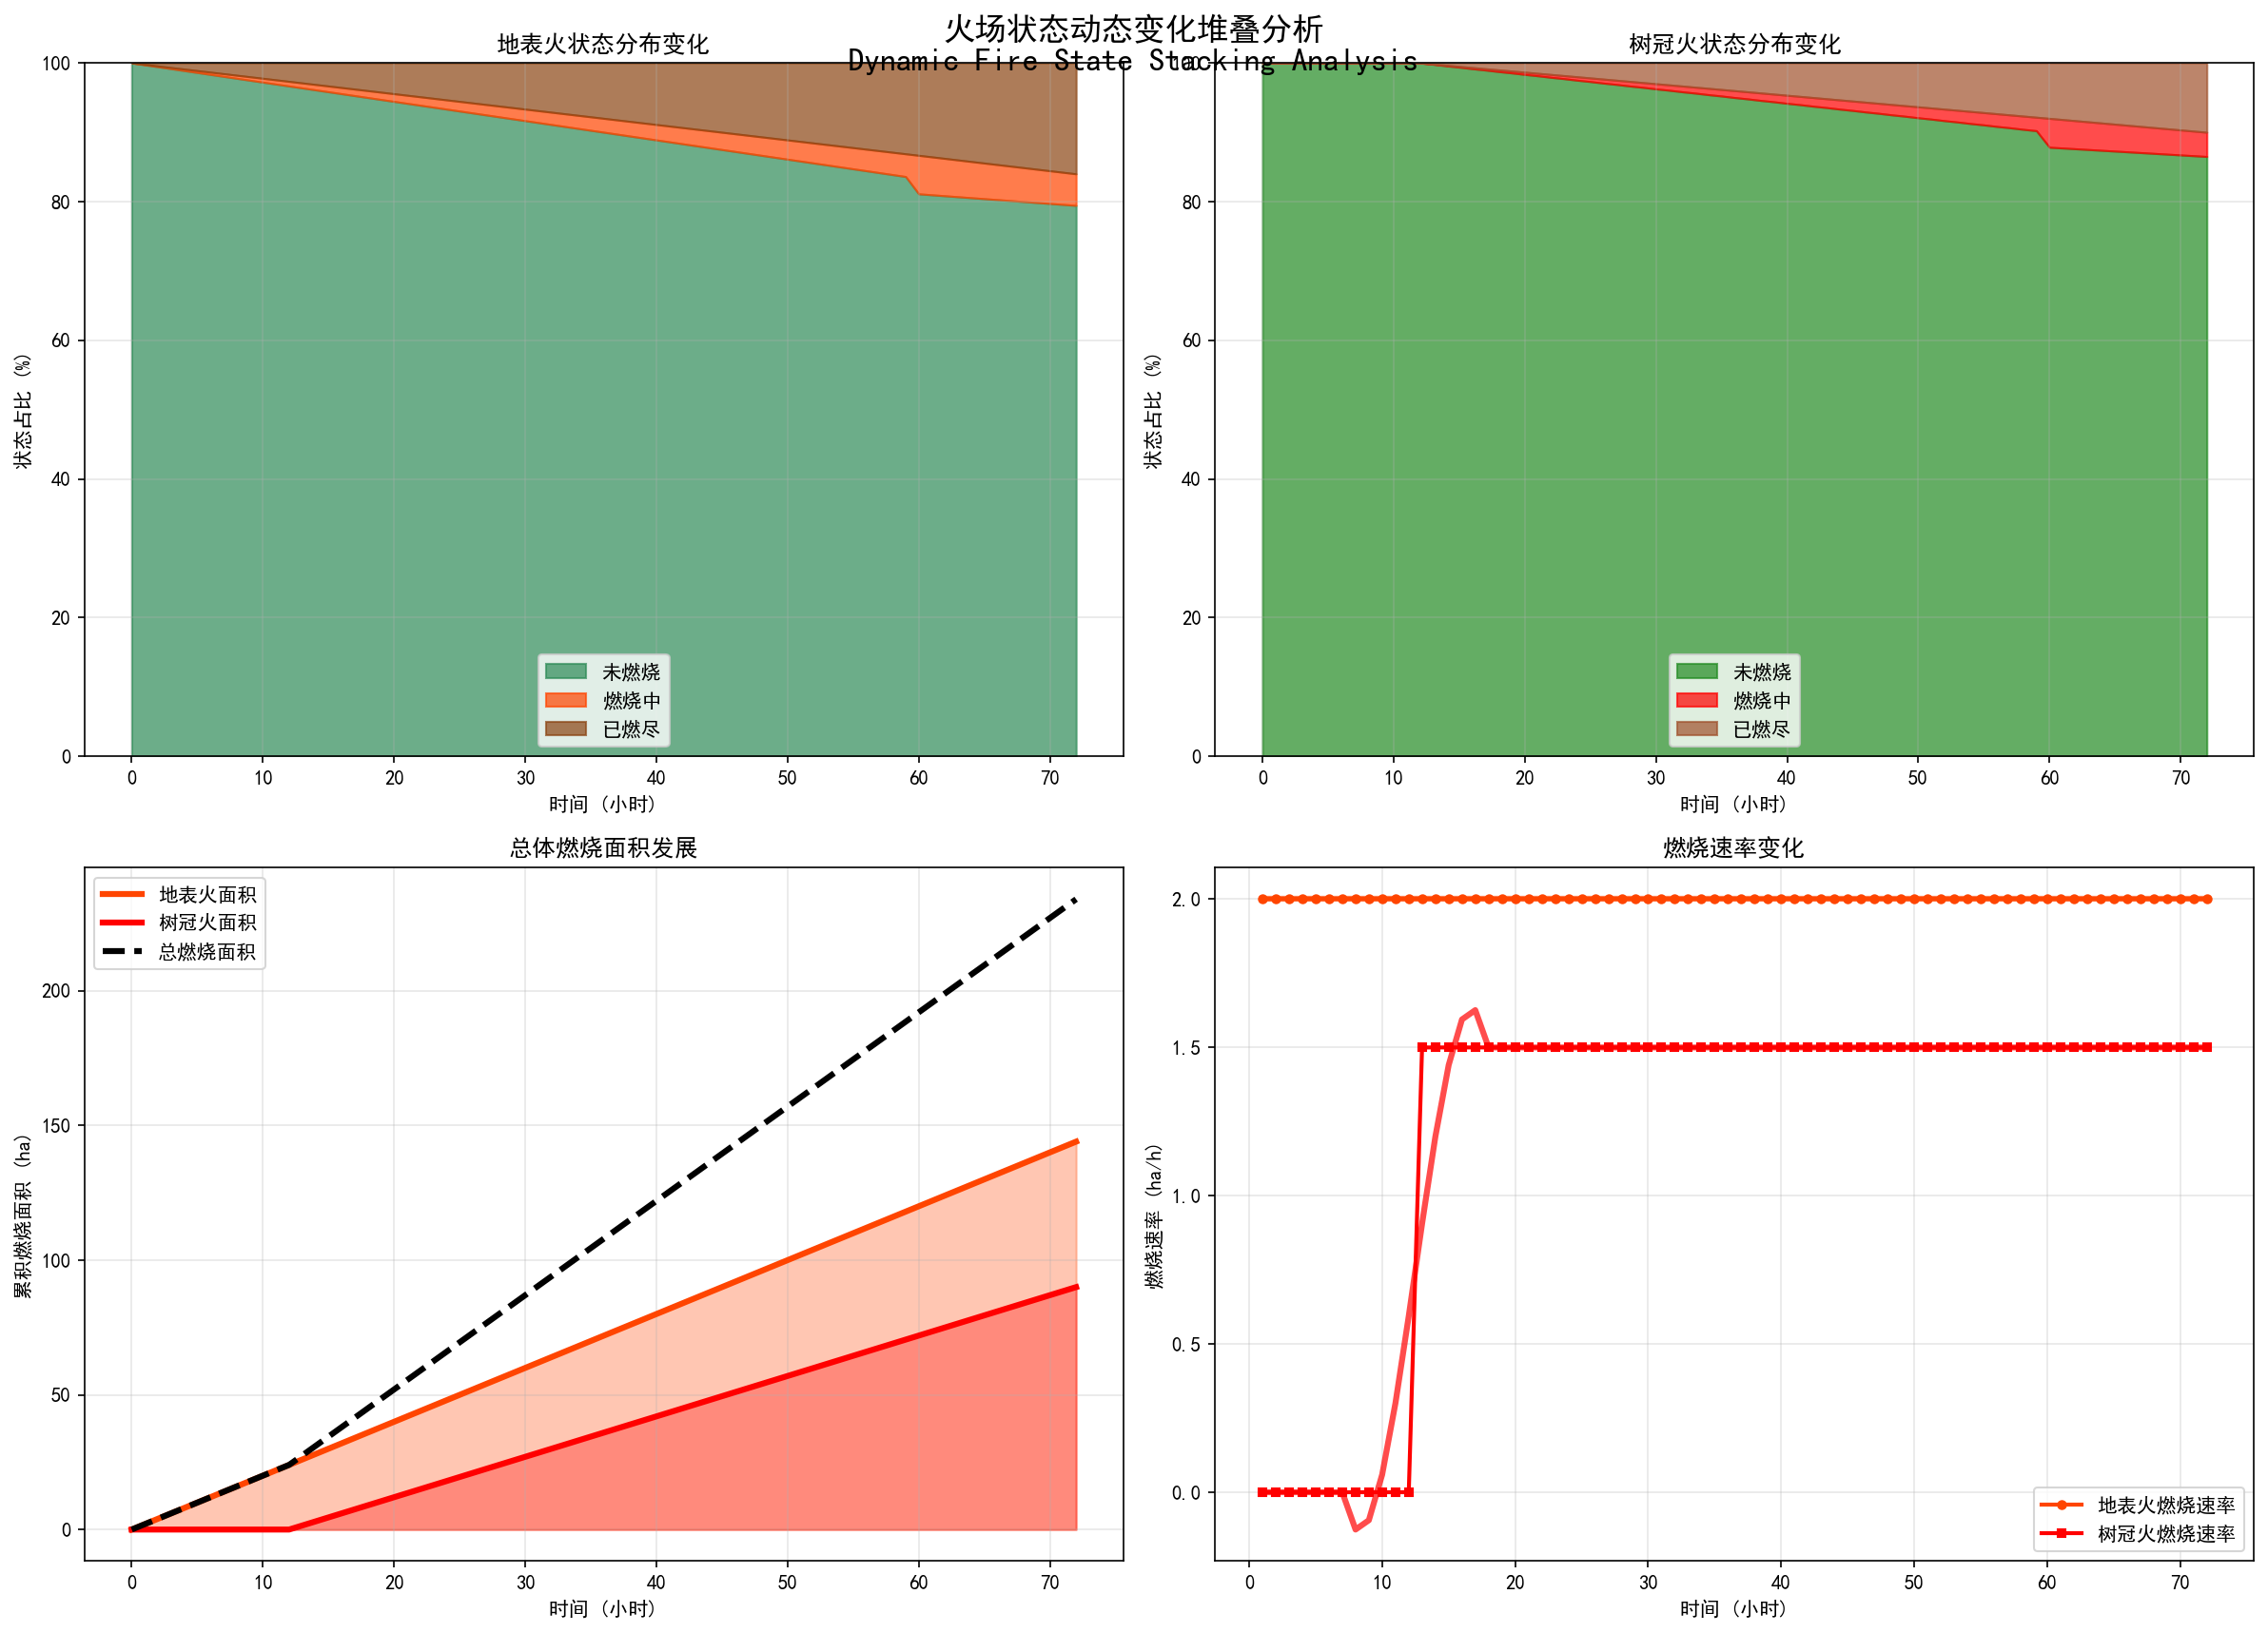 火场状态动态变化堆叠分析
Dynamic Fire State Stacking Analysis
地表火状态分布变化
100
80
60
40
20
0
状态占比 (%)
未燃烧
燃烧中
已燃尽
0 10 20 30 40 50 60 70
时间 (小时)
树冠火状态分布变化
100
80
60
40
20
0
状态占比 (%)
未燃烧
燃烧中
已燃尽
0 10 20 30 40 50 60 70
时间 (小时)
总体燃烧面积发展
地表火面积
树冠火面积
总燃烧面积
200
150
100
50
0
累积燃烧面积 (ha)
0 10 20 30 40 50 60 70
时间 (小时)
燃烧速率变化
2.0
1.5
1.0
0.5
0.0
燃烧速率 (ha/h)
地表火燃烧速率
树冠火燃烧速率
0 10 20 30 40 50 60 70
时间 (小时)